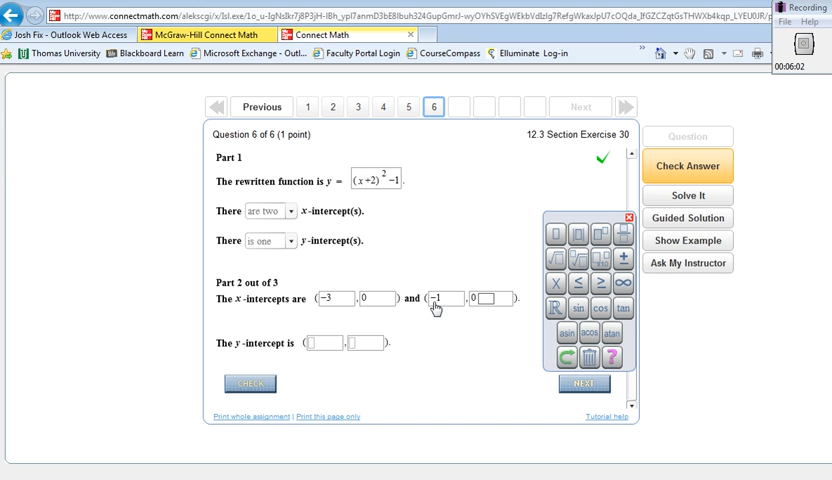 http://www.connectmath.com/alekscgi/x/Isl.exe/1o_u-IgNsIkr7j8P3jH-IBh_ypl7anmD3bE8Ibuh324GupGmrJ-wyOYhSVgWEkbVdIzlg7RefgWkaxJpU7cOQda_IfGZCZqtGsTHWXb4kqp_LYEU0JR/p
Recording
Josh Fix - Outlook Web Access
McGraw-Hill Connect Math
Connect Math
×
File Help
Thomas University
Blackboard Learn
Microsoft Exchange - Outl...
Faculty Portal Login
CourseCompass
Elluminate Log-in
»
00:06:02
Previous 1 2 3 4 5 6 Next
Question 6 of 6 (1 point) 12.3 Section Exercise 30
Question
Part 1
Check Answer
The rewritten function is y = (x+2)² −1.
Solve It
There are two x-intercept(s).
Guided Solution
There is one y-intercept(s).
Show Example
Ask My Instructor
Part 2 out of 3
The x-intercepts are (−3, 0) and (−1, 0).
x10
±
X < ≥ ∞
ℝ sin cos tan
asin acos atan
?
The y-intercept is ( , ).
CHECK NEXT
Print whole assignment | Print this page only Tutorial help